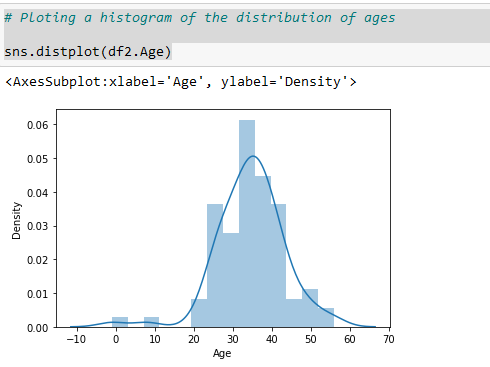 # Ploting a histogram of the distribution of ages
sns.distplot(df2.Age)
<AxesSubplot:xlabel='Age', ylabel='Density'>
0.06
0.05
0.04
0.03
0.02
0.01
0.00
Density
−10 0 10 20 30 40 50 60 70
Age